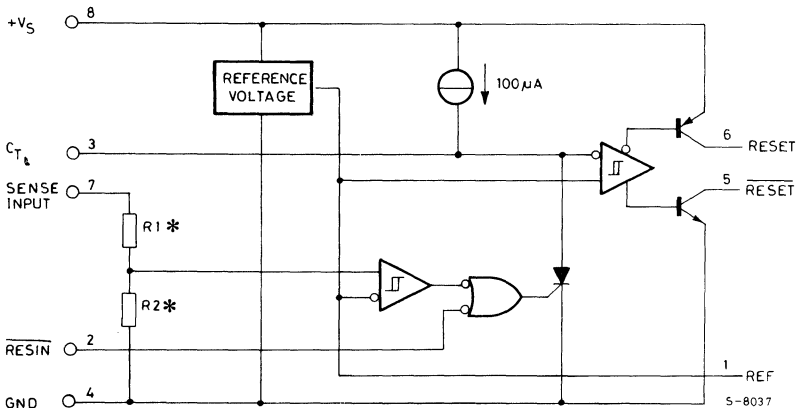 +VS 8
REFERENCE
VOLTAGE
100µA
CT 3
6 RESET
SENSE
INPUT 7
5 RESET
R1*
R2*
RESIN 2
1 REF
GND 4
S-8037